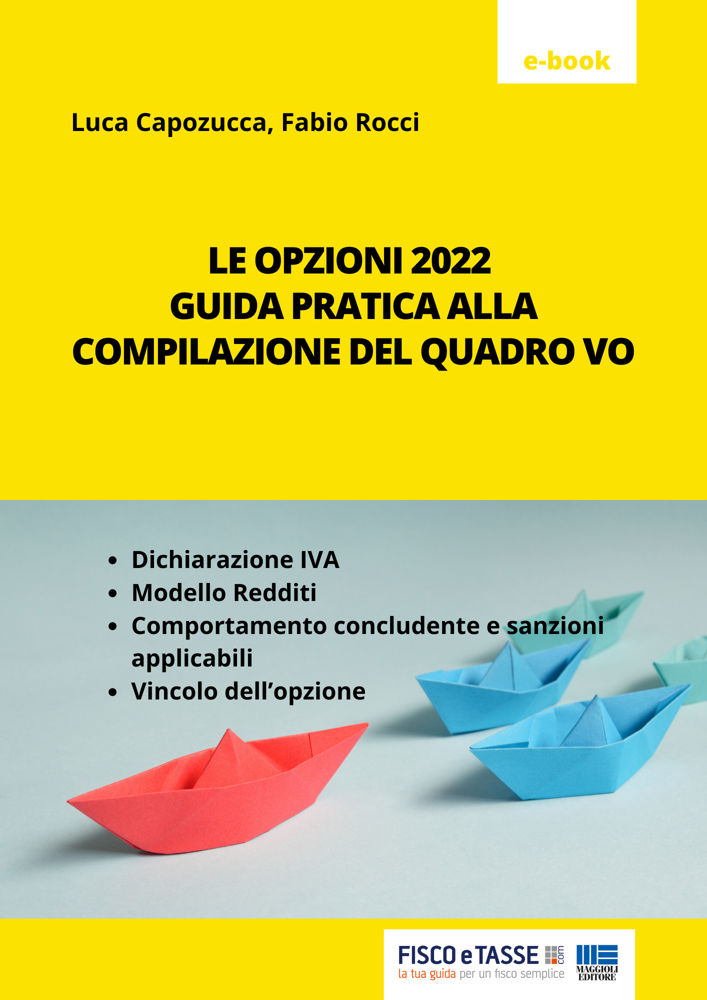 e-book
Luca Capozucca, Fabio Rocci
LE OPZIONI 2022
GUIDA PRATICA ALLA
COMPILAZIONE DEL QUADRO VO
• Dichiarazione IVA
• Modello Redditi
• Comportamento concludente e sanzioni
applicabili
• Vincolo dell’opzione
FISCO e TASSE .com
la tua guida per un fisco semplice
MAGGIOLI
EDITORE